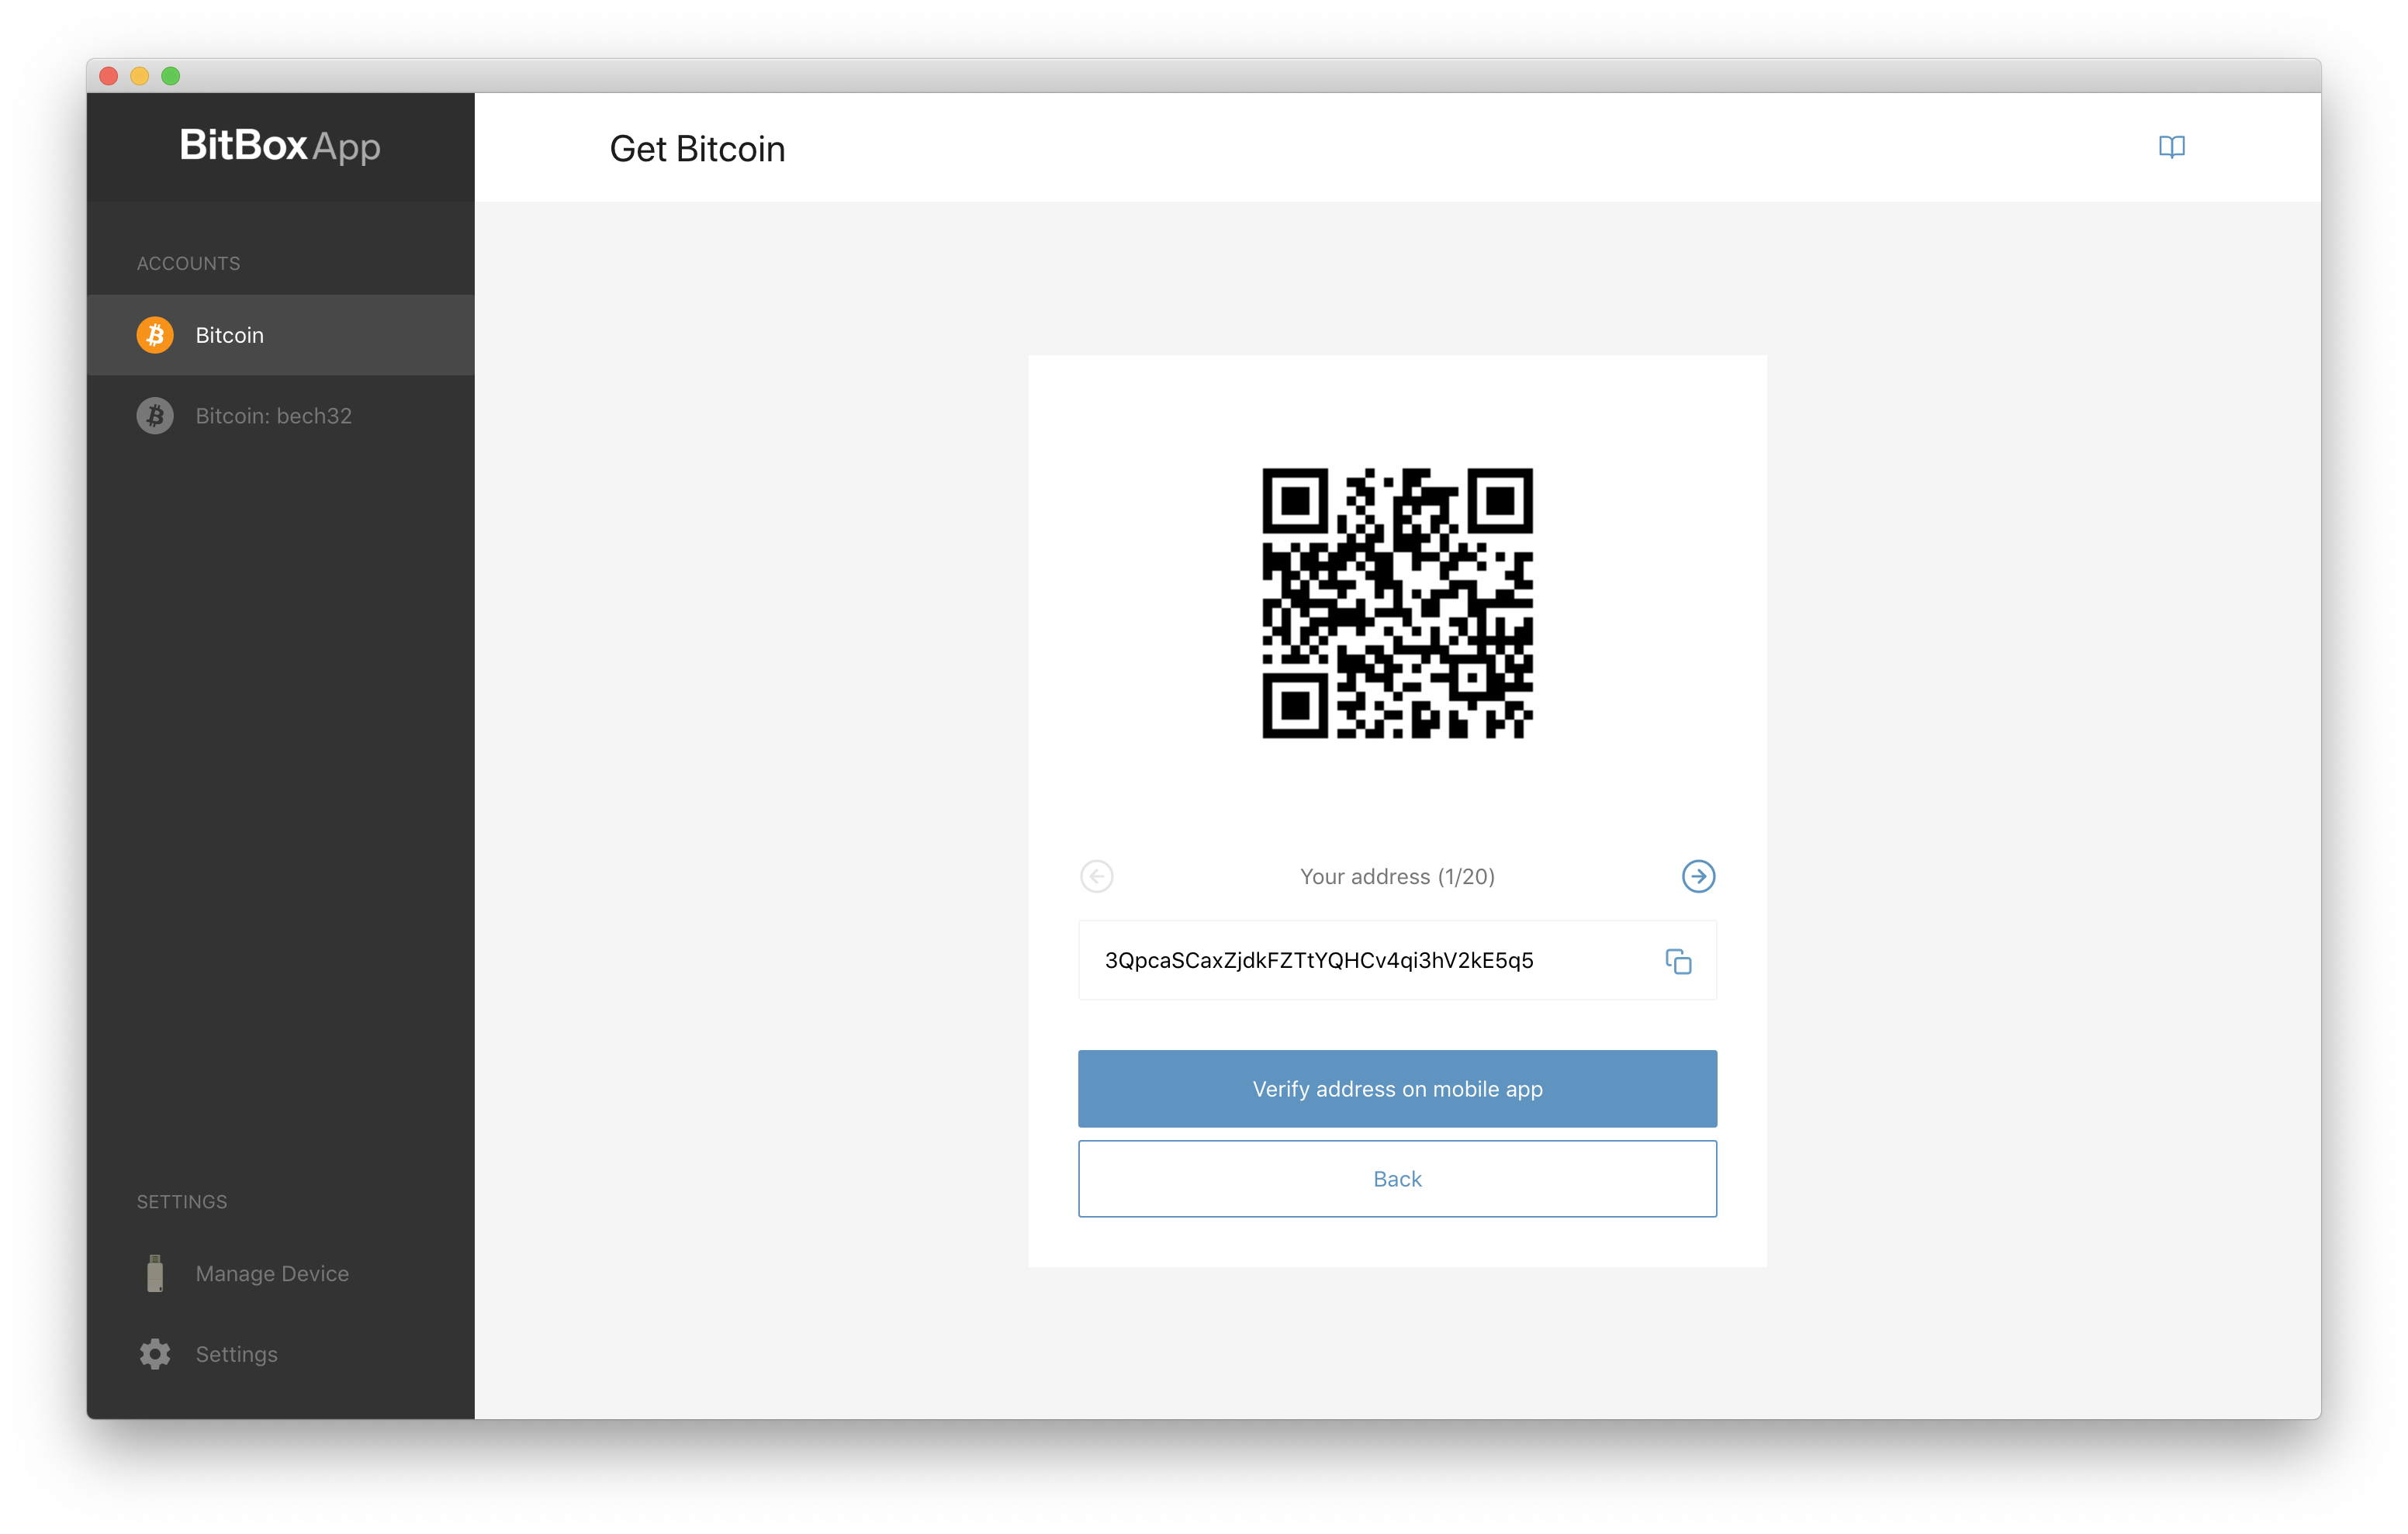 BitBox App
Get Bitcoin
ACCOUNTS
Bitcoin
Bitcoin: bech32
Your address (1/20)
3QpcaSCaxZjdkFZTtYQHCv4qi3hV2kE5q5
Verify address on mobile app
Back
SETTINGS
Manage Device
Settings